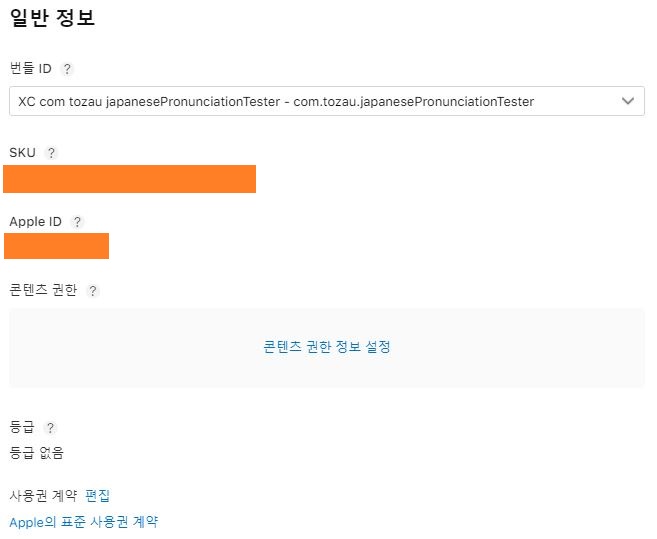 일반 정보
번들 ID ?
XC com tozau japanesePronunciationTester - com.tozau.japanesePronunciationTester
SKU ?
Apple ID ?
콘텐츠 권한 ?
콘텐츠 권한 정보 설정
등급 ?
등급 없음
사용권 계약 편집
Apple의 표준 사용권 계약